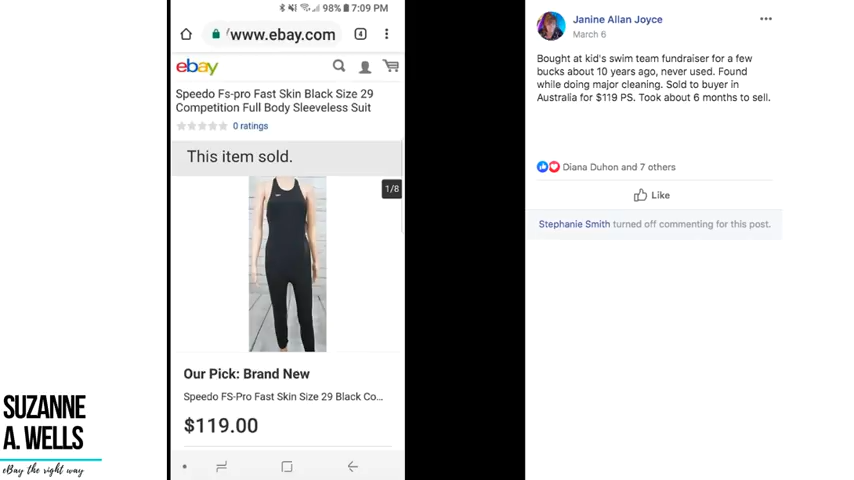 98% 7:09 PM
/www.ebay.com
4
ebay
Speedo Fs-pro Fast Skin Black Size 29
Competition Full Body Sleeveless Suit
0 ratings
This item sold.
1/8
Our Pick: Brand New
Speedo FS-Pro Fast Skin Size 29 Black Co...
$119.00
Janine Allan Joyce
March 6
Bought at kid's swim team fundraiser for a few
bucks about 10 years ago, never used. Found
while doing major cleaning. Sold to buyer in
Australia for $119 PS. Took about 6 months to sell.
Diana Duhon and 7 others
Like
Stephanie Smith turned off commenting for this post.
SUZANNE
A. WELLS
eBay the right way